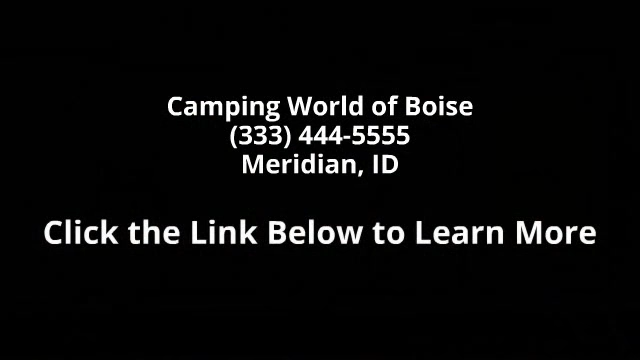 Camping World of Boise
(333) 444-5555
Meridian, ID
Click the Link Below to Learn More